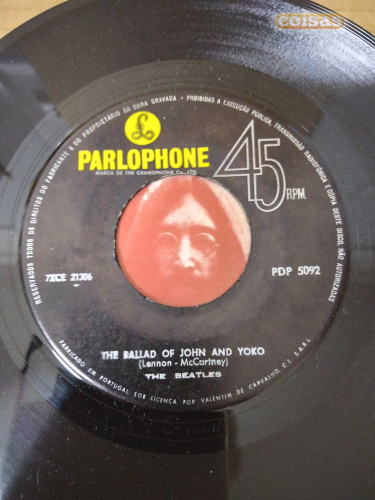 coisas
RESERVADOS TODOS OS DIREITOS DO FABRICANTE E DO PROPRIETÁRIO DA OBRA GRAVADA • PROIBIDAS A EXECUÇÃO PÚBLICA, TRANSMISSÃO RADIOFÓNICA E CÓPIA DESTE DISCO, NÃO AUTORIZADAS
£
PARLOPHONE
MARCA DE THE GRAMOPHONE Co., LTD.
45
RPM
7XCE 21306
PDP 5092
THE BALLAD OF JOHN AND YOKO
(Lennon - McCartney)
THE BEATLES
FABRICADO EM PORTUGAL SOB LICENÇA, POR VALENTIM DE CARVALHO, C.I. S.A.R.L